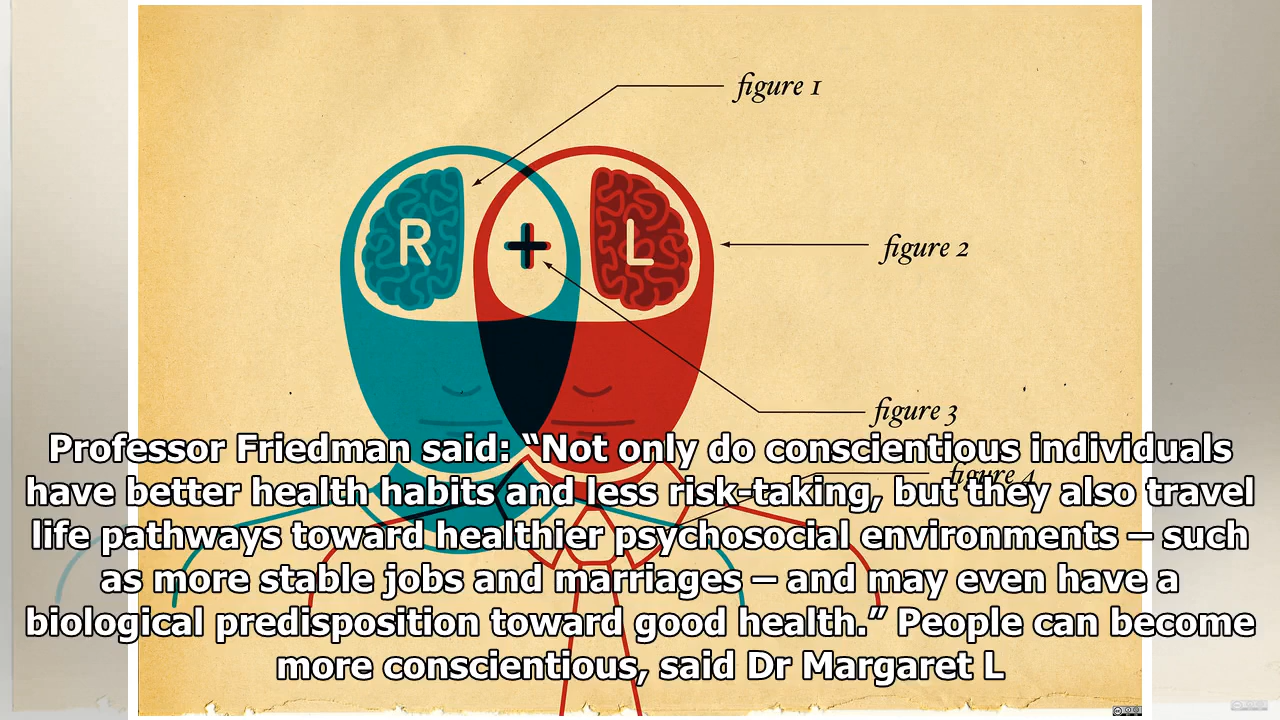 figure 1
R
+
L
figure 2
figure 3
figure 4
Professor Friedman said: “Not only do conscientious individuals
have better health habits and less risk-taking, but they also travel
life pathways toward healthier psychosocial environments – such
as more stable jobs and marriages – and may even have a
biological predisposition toward good health.” People can become
more conscientious, said Dr Margaret L